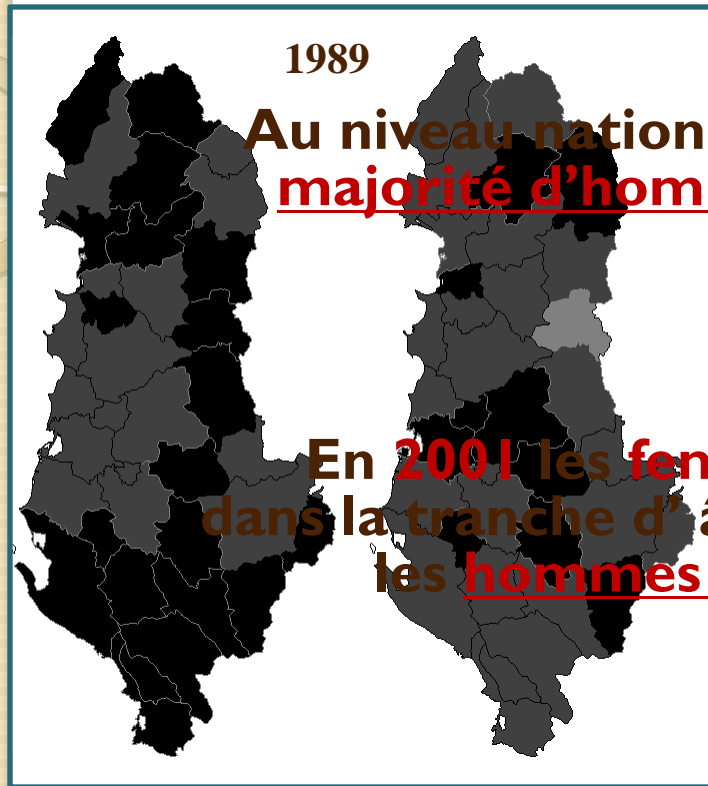 1989
Au niveau nation
majorité d’hom
En 2001 les fen
dans la tranche d’ â
les hommes